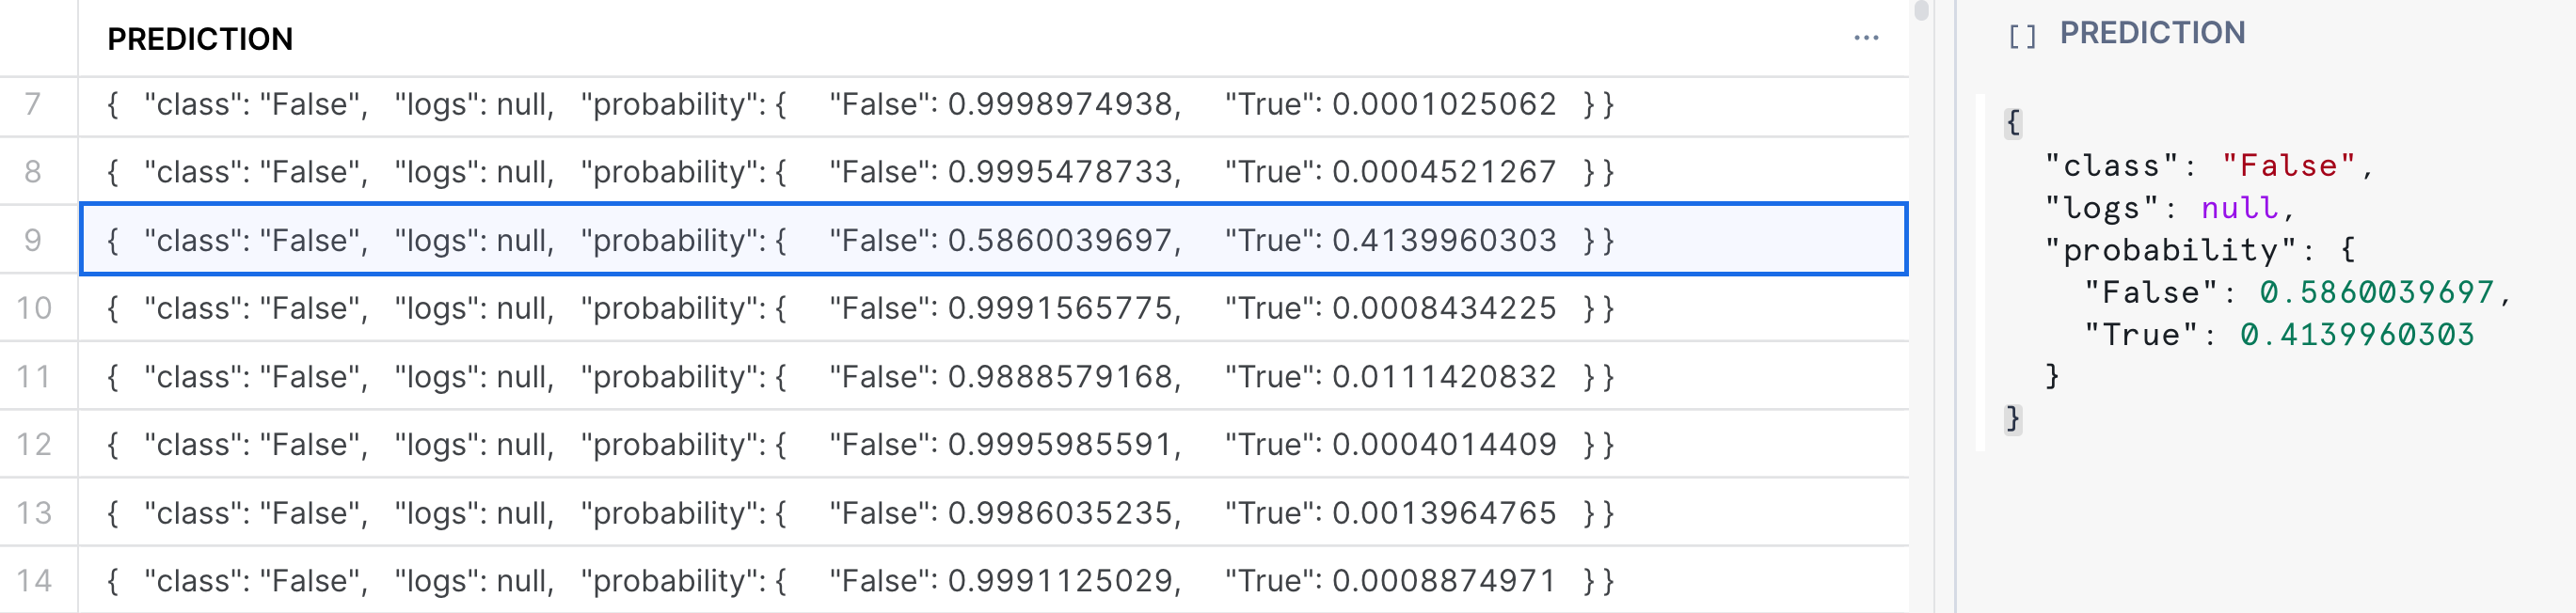 PREDICTION ...
7 { "class": "False", "logs": null, "probability": { "False": 0.9998974938, "True": 0.0001025062 } }
8 { "class": "False", "logs": null, "probability": { "False": 0.9995478733, "True": 0.0004521267 } }
9 { "class": "False", "logs": null, "probability": { "False": 0.5860039697, "True": 0.4139960303 } }
10 { "class": "False", "logs": null, "probability": { "False": 0.9991565775, "True": 0.0008434225 } }
11 { "class": "False", "logs": null, "probability": { "False": 0.9888579168, "True": 0.0111420832 } }
12 { "class": "False", "logs": null, "probability": { "False": 0.9995985591, "True": 0.0004014409 } }
13 { "class": "False", "logs": null, "probability": { "False": 0.9986035235, "True": 0.0013964765 } }
14 { "class": "False", "logs": null, "probability": { "False": 0.9991125029, "True": 0.0008874971 } }
[] PREDICTION
{
"class": "False",
"logs": null,
"probability": {
"False": 0.5860039697,
"True": 0.4139960303
}
}